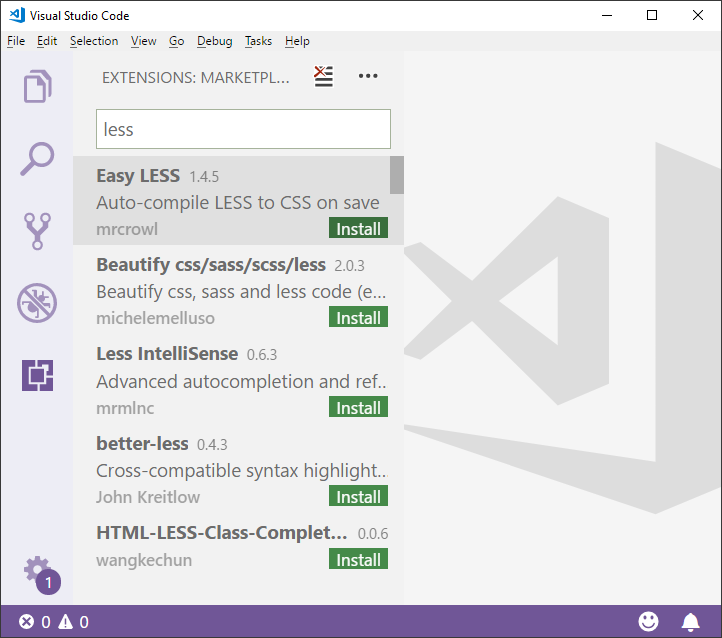 Visual Studio Code
File Edit Selection View Go Debug Tasks Help
EXTENSIONS: MARKETPL...
less
Easy LESS 1.4.5
Auto-compile LESS to CSS on save
mrcrowl Install
Beautify css/sass/scss/less 2.0.3
Beautify css, sass and less code (e...
michelemelluso Install
Less IntelliSense 0.6.3
Advanced autocompletion and ref..
mrmlnc Install
better-less 0.4.3
Cross-compatible syntax highlight..
John Kreitlow Install
HTML-LESS-Class-Complet... 0.0.6
wangkechun Install
1
0 0